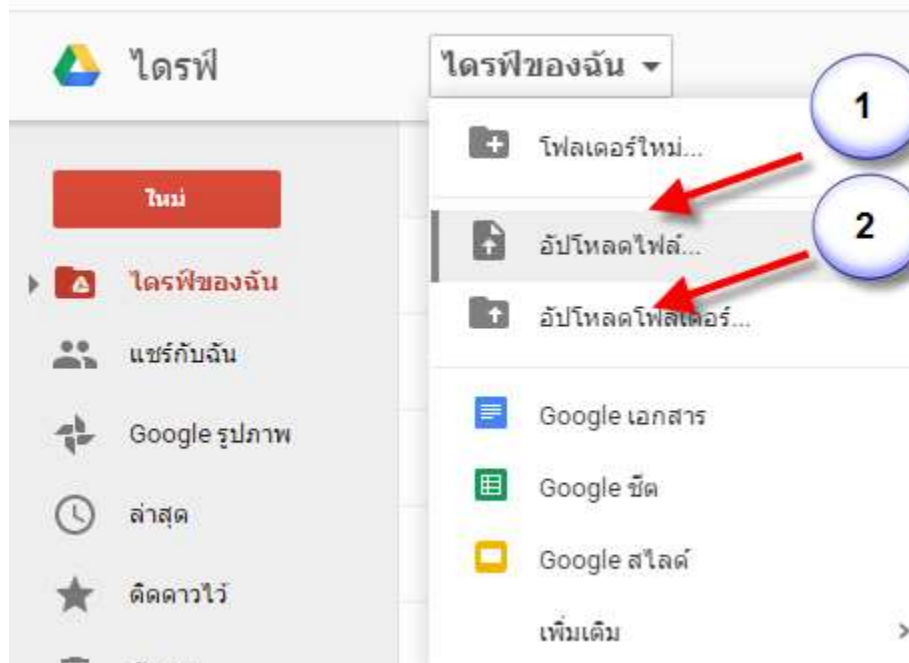 ไดรฟ์
ไดรฟ์ของฉัน
ใหม่
ไดรฟ์ของฉัน
แชร์กับฉัน
Google รูปภาพ
ล่าสุด
ติดดาวไว้
โฟลเดอร์ใหม่...
อัปโหลดไฟล์...
อัปโหลดโฟลเดอร์...
Google เอกสาร
Google ชีต
Google สไลด์
เพิ่มเติม
1
2